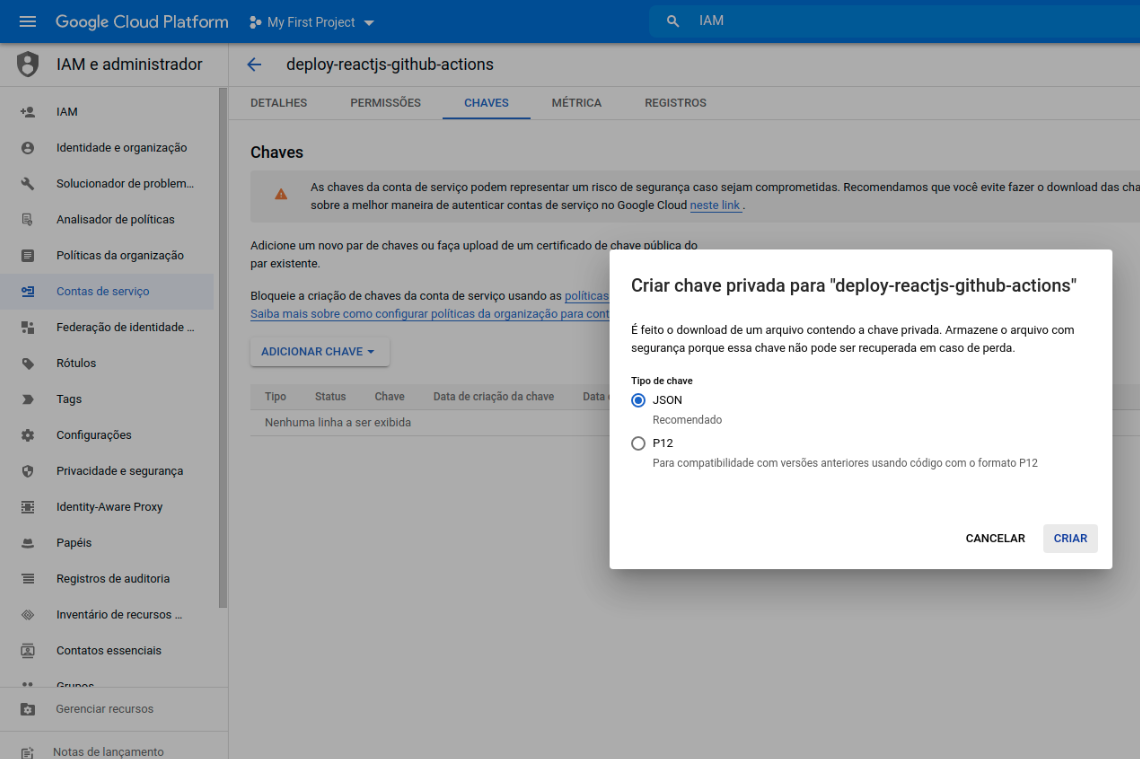 Google Cloud Platform
My First Project
IAM
IAM e administrador
deploy-reactjs-github-actions
IAM
Identidade e organização
Solucionador de problem...
Analisador de políticas
Políticas da organização
Contas de serviço
Federação de identidade ...
Rótulos
Tags
Configurações
Privacidade e segurança
Identity-Aware Proxy
Papéis
Registros de auditoria
Inventário de recursos ...
Contatos essenciais
Grupos
Gerenciar recursos
Notas de lançamento
DETALHES PERMISSÕES CHAVES MÉTRICA REGISTROS
Chaves
As chaves da conta de serviço podem representar um risco de segurança caso sejam comprometidas. Recomendamos que você evite fazer o download das cha
sobre a melhor maneira de autenticar contas de serviço no Google Cloud neste link .
Adicione um novo par de chaves ou faça upload de um certificado de chave pública do
par existente.
Bloqueie a criação de chaves da conta de serviço usando as políticas
Saiba mais sobre como configurar políticas da organização para cont
ADICIONAR CHAVE
Tipo Status Chave Data de criação da chave Data
Nenhuma linha a ser exibida
Criar chave privada para "deploy-reactjs-github-actions"
É feito o download de um arquivo contendo a chave privada. Armazene o arquivo com
segurança porque essa chave não pode ser recuperada em caso de perda.
Tipo de chave
JSON
Recomendado
P12
Para compatibilidade com versões anteriores usando código com o formato P12
CANCELAR CRIAR